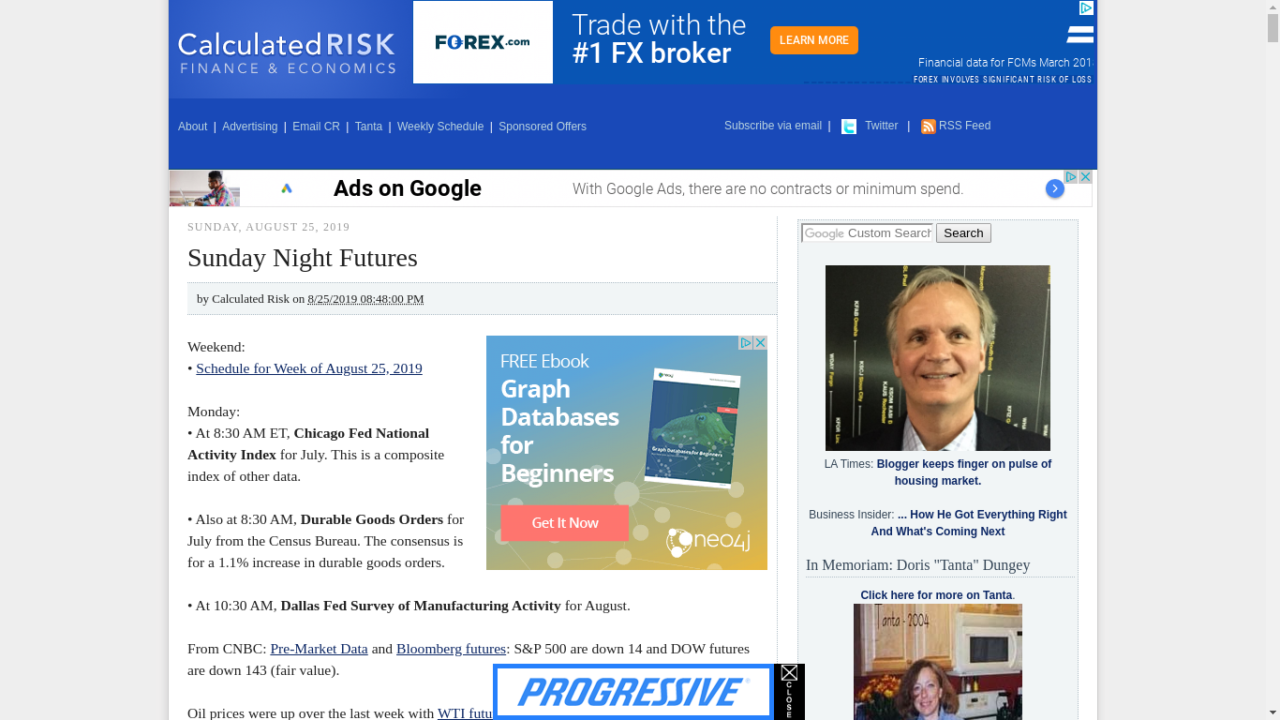 CalculatedRISK
FINANCE & ECONOMICS
FOREX.com
Trade with the
#1 FX broker
LEARN MORE
Financial data for FCMs March 201
FOREX INVOLVES SIGNIFICANT RISK OF LOSS
About | Advertising | Email CR | Tanta | Weekly Schedule | Sponsored Offers
Subscribe via email | Twitter | RSS Feed
Ads on Google
With Google Ads, there are no contracts or minimum spend.
SUNDAY, AUGUST 25, 2019
Sunday Night Futures
by Calculated Risk on 8/25/2019 08:48:00 PM
Weekend:
• Schedule for Week of August 25, 2019
Monday:
• At 8:30 AM ET, Chicago Fed National
Activity Index for July. This is a composite
index of other data.
• Also at 8:30 AM, Durable Goods Orders for
July from the Census Bureau. The consensus is
for a 1.1% increase in durable goods orders.
• At 10:30 AM, Dallas Fed Survey of Manufacturing Activity for August.
From CNBC: Pre-Market Data and Bloomberg futures: S&P 500 are down 14 and DOW futures
are down 143 (fair value).
Oil prices were up over the last week with WTI futu
FREE Ebook
Graph
Databases
for
Beginners
Get It Now
Graph Databases for Beginners
neo4j
PROGRESSIVE
CLOSE
Google Custom Search
Search
LA Times: Blogger keeps finger on pulse of
housing market.
Business Insider: ... How He Got Everything Right
And What's Coming Next
In Memoriam: Doris "Tanta" Dungey
Click here for more on Tanta.
Tanta - 2004